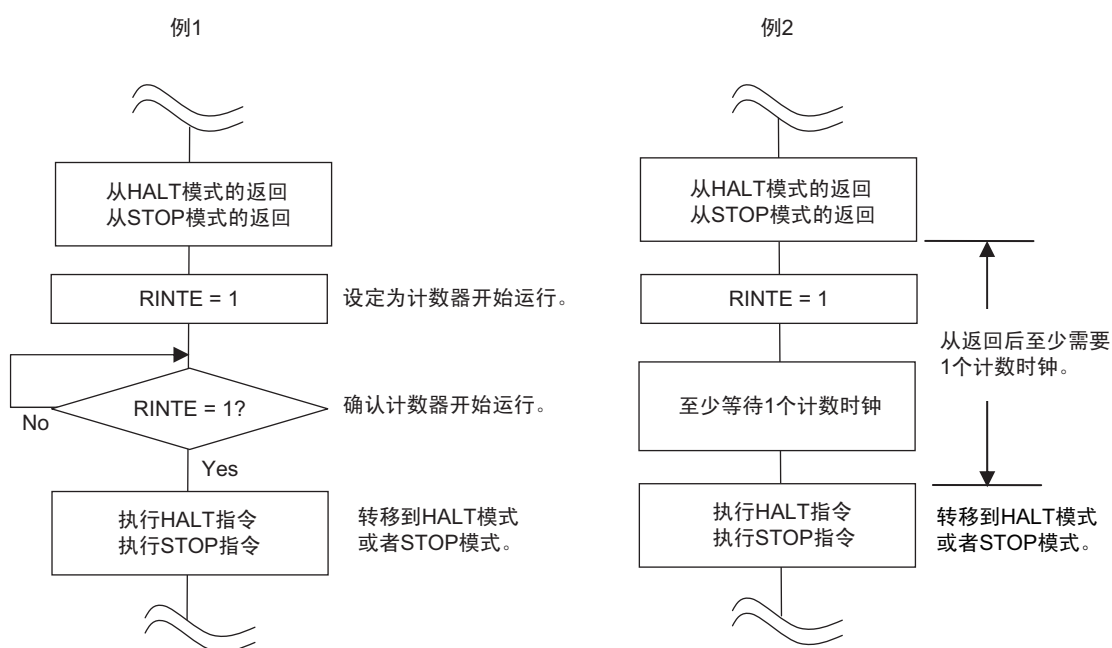 例1
从HALT模式的返回
从STOP模式的返回
RINTE = 1
设定为计数器开始运行。
RINTE = 1?
确认计数器开始运行。
No
Yes
执行HALT指令
执行STOP指令
转移到HALT模式
或者STOP模式。
例2
从HALT模式的返回
从STOP模式的返回
RINTE = 1
从返回后至少需要
1个计数时钟。
至少等待1个计数时钟
执行HALT指令
执行STOP指令
转移到HALT模式
或者STOP模式。